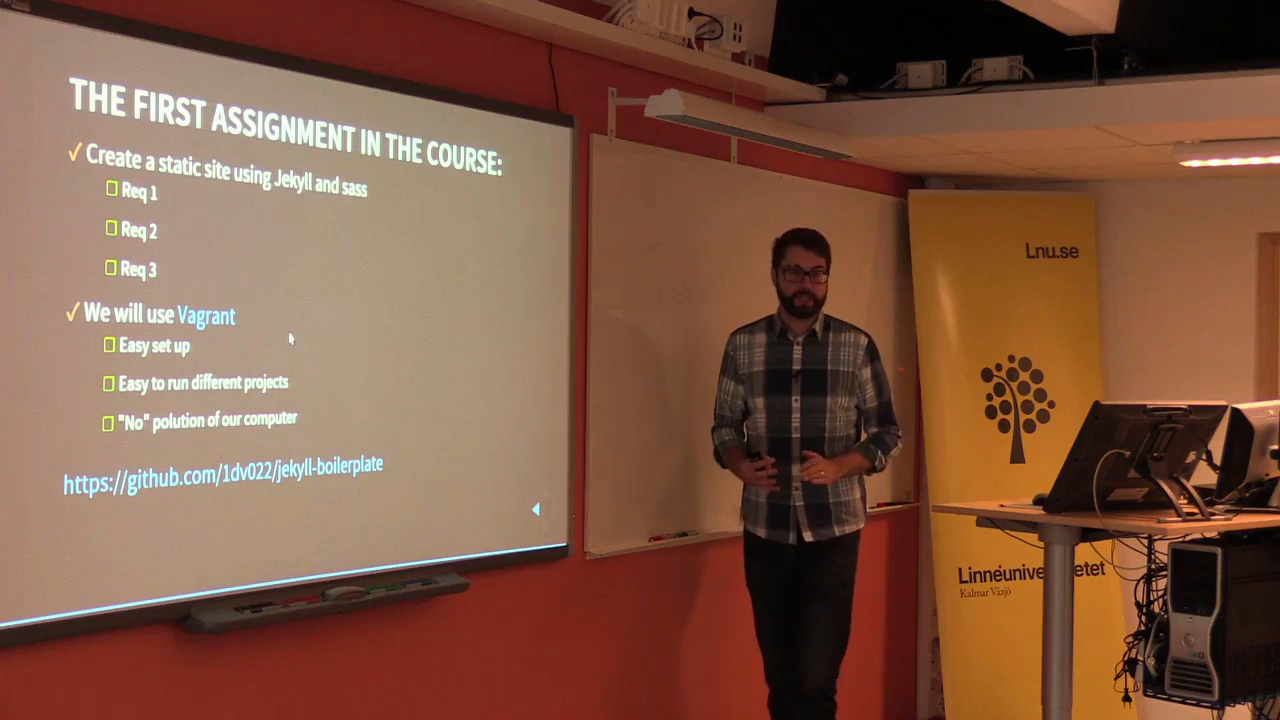 THE FIRST ASSIGNMENT IN THE COURSE:
✓ Create a static site using Jekyll and sass
Req 1
Req 2
Req 3
✓ We will use Vagrant
Easy set up
Easy to run different projects
"No" polution of our computer
https://github.com/1dv022/jekyll-boilerplate
Lnu.se
Linnéuniversitetet
Kalmar Växjö